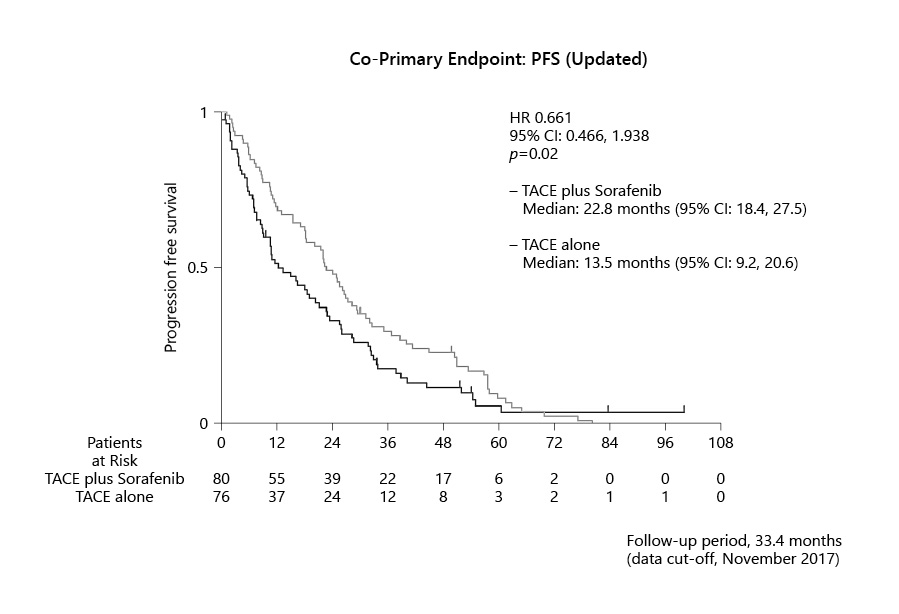 Co-Primary Endpoint: PFS (Updated)
HR 0.661
95% CI: 0.466, 1.938
p=0.02
– TACE plus Sorafenib
Median: 22.8 months (95% CI: 18.4, 27.5)
– TACE alone
Median: 13.5 months (95% CI: 9.2, 20.6)
Progression free survival
1
0.5
0
0 12 24 36 48 60 72 84 96 108
Patients
at Risk
TACE plus Sorafenib 80 55 39 22 17 6 2 0 0 0
TACE alone 76 37 24 12 8 3 2 1 1 0
Follow-up period, 33.4 months
(data cut-off, November 2017)